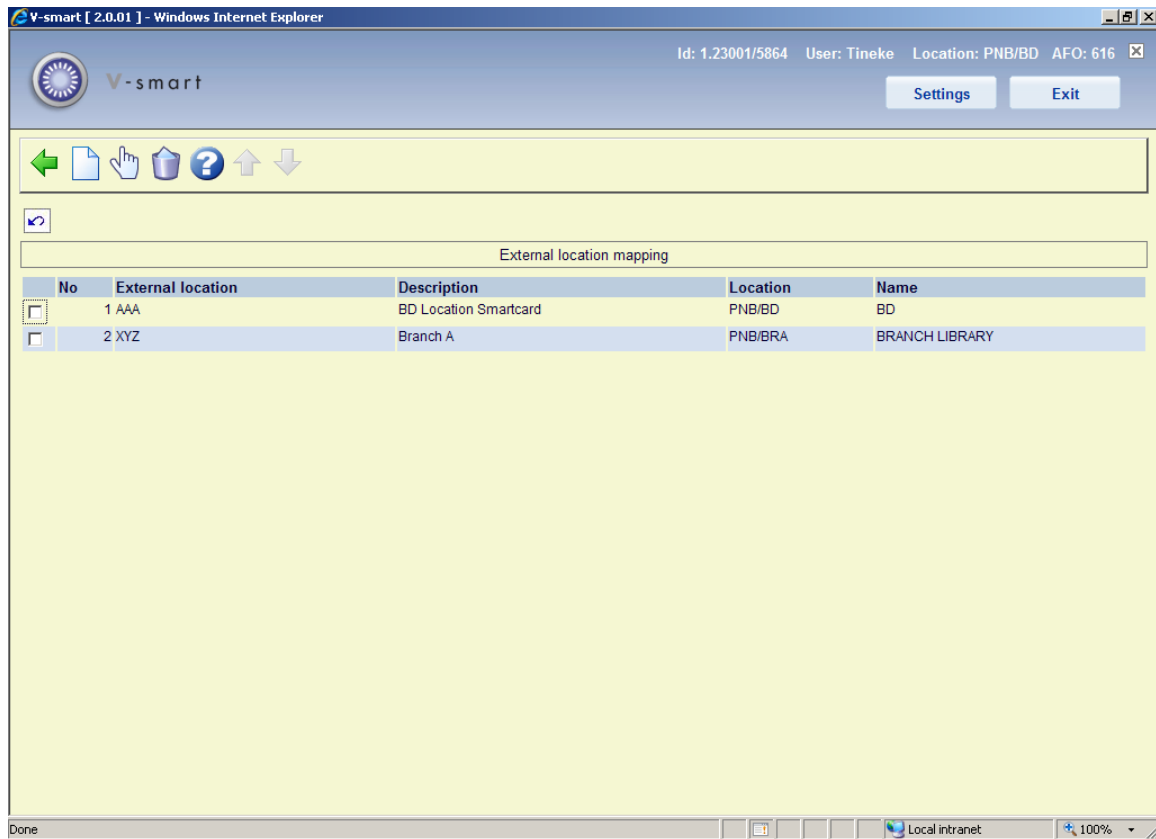 V-smart [ 2.0.01 ] - Windows Internet Explorer
Id: 1.23001/5864 User: Tineke Location: PNB/BD AFO: 616
V-smart
Settings Exit
?
External location mapping
No External location Description Location Name
1 AAA BD Location Smartcard PNB/BD BD
2 XYZ Branch A PNB/BRA BRANCH LIBRARY
Done Local intranet 100%